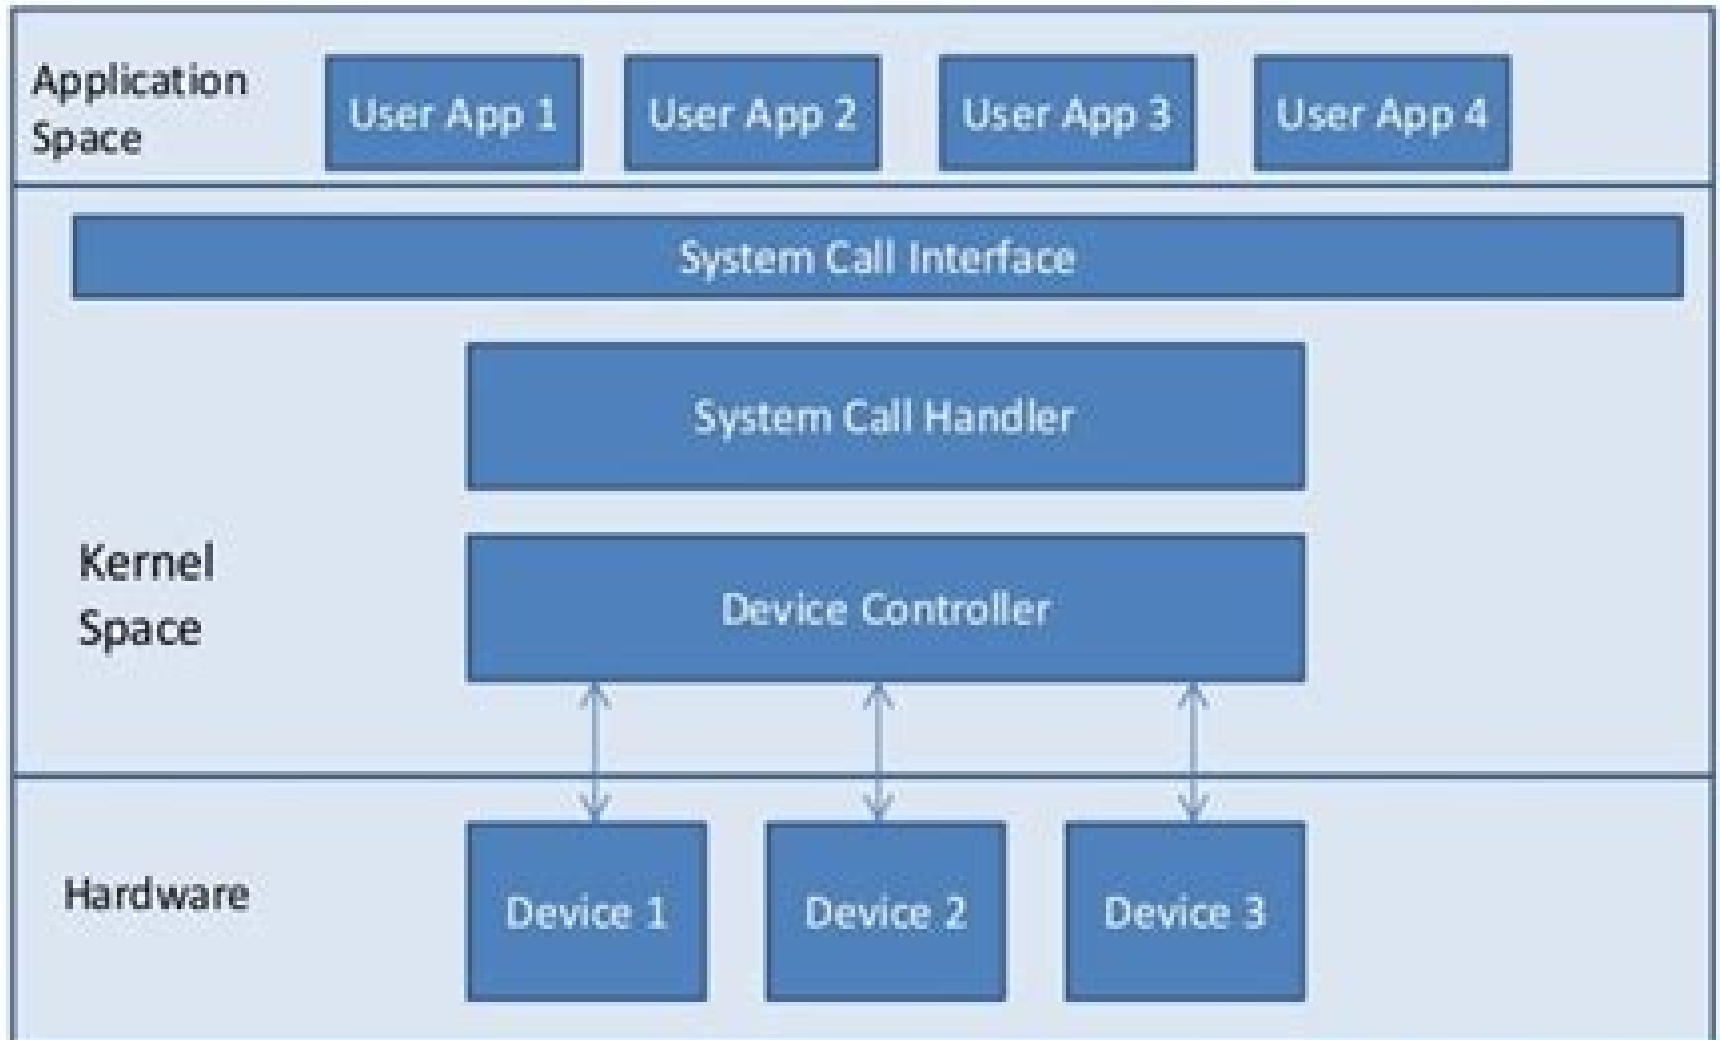 Application
Space
User App 1
User App 2
User App 3
User App 4
System Call Interface
System Call Handler
Kernel
Space
Device Controller
Hardware
Device 1
Device 2
Device 3